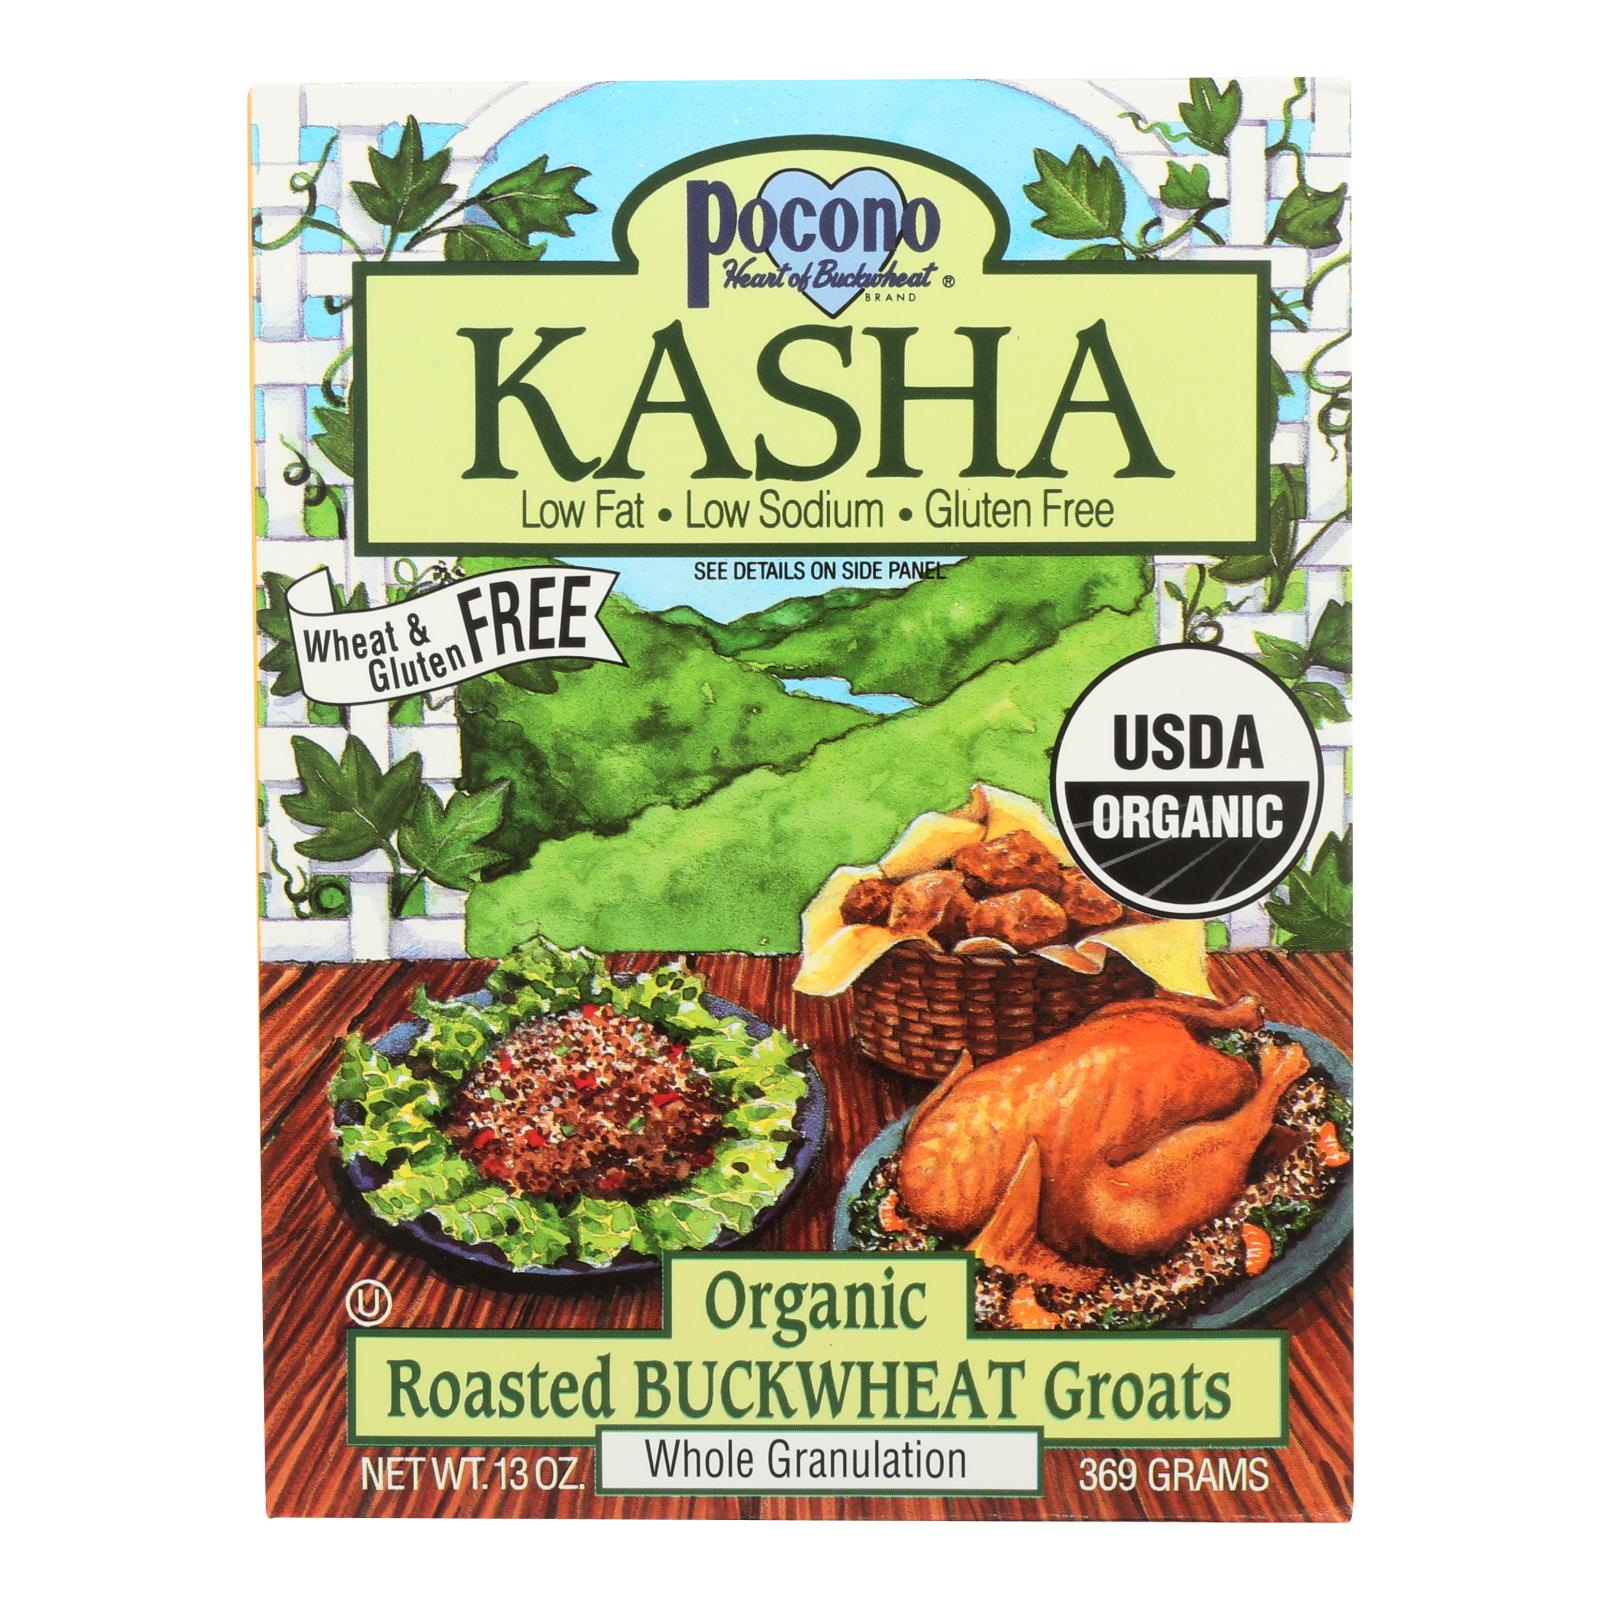 Pocono
Heart of Buckwheat ®
BRAND
KASHA
Low Fat • Low Sodium • Gluten Free
SEE DETAILS ON SIDE PANEL
Wheat &
Gluten FREE
USDA
ORGANIC
U
Organic
Roasted BUCKWHEAT Groats
Whole Granulation
NET WT. 13 OZ.
369 GRAMS